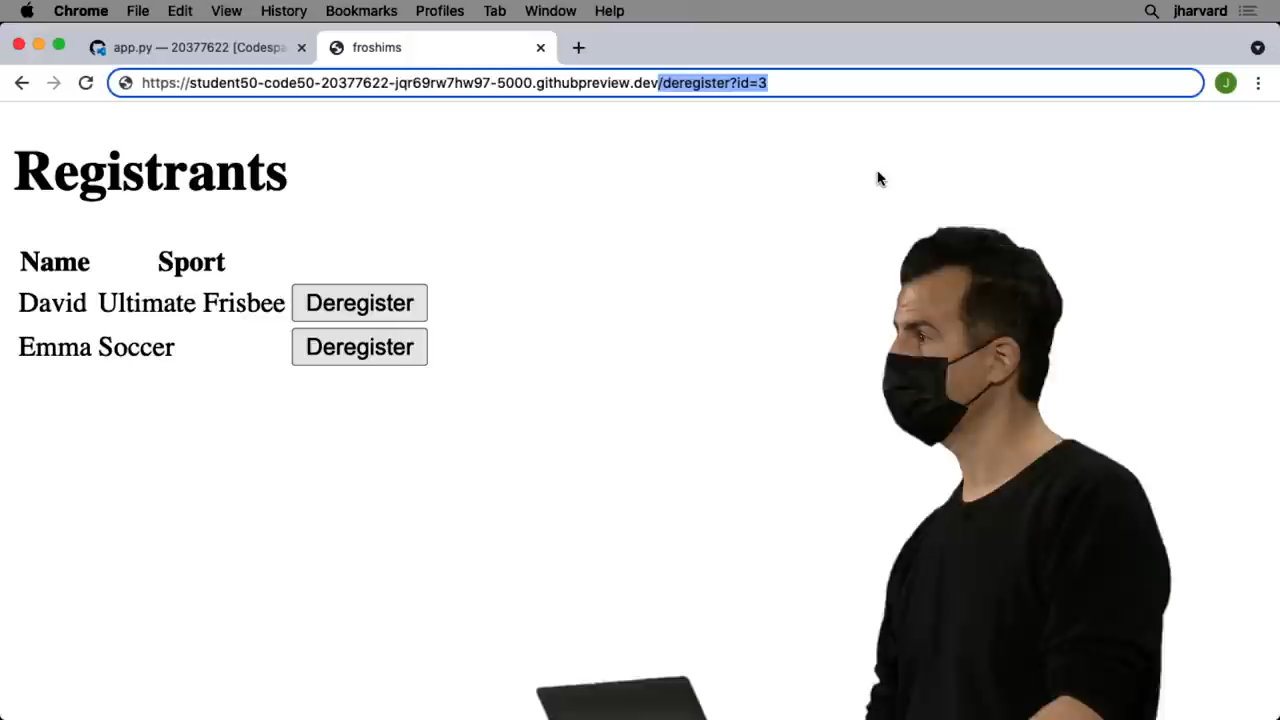 Chrome File Edit View History Bookmarks Profiles Tab Window Help jharvard
app.py — 20377622 [Codespa froshims
https://student50-code50-20377622-jqr69rw7hw97-5000.githubpreview.dev/deregister?id=3 J
Registrants
Name Sport
David Ultimate Frisbee Deregister
Emma Soccer Deregister